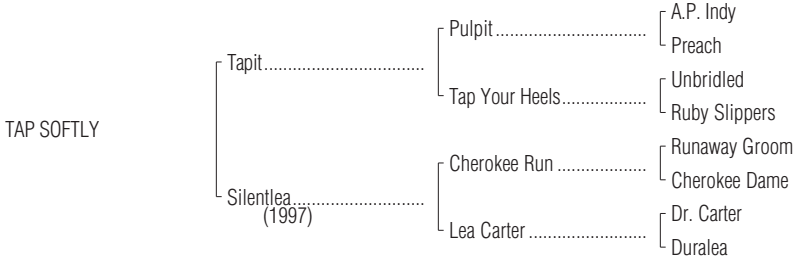 A.P. Indy
Pulpit
Preach
Tapit
Unbridled
Tap Your Heels
Ruby Slippers
TAP SOFTLY
Runaway Groom
Cherokee Run
Cherokee Dame
Silentlea
(1997)
Dr. Carter
Lea Carter
Duralea